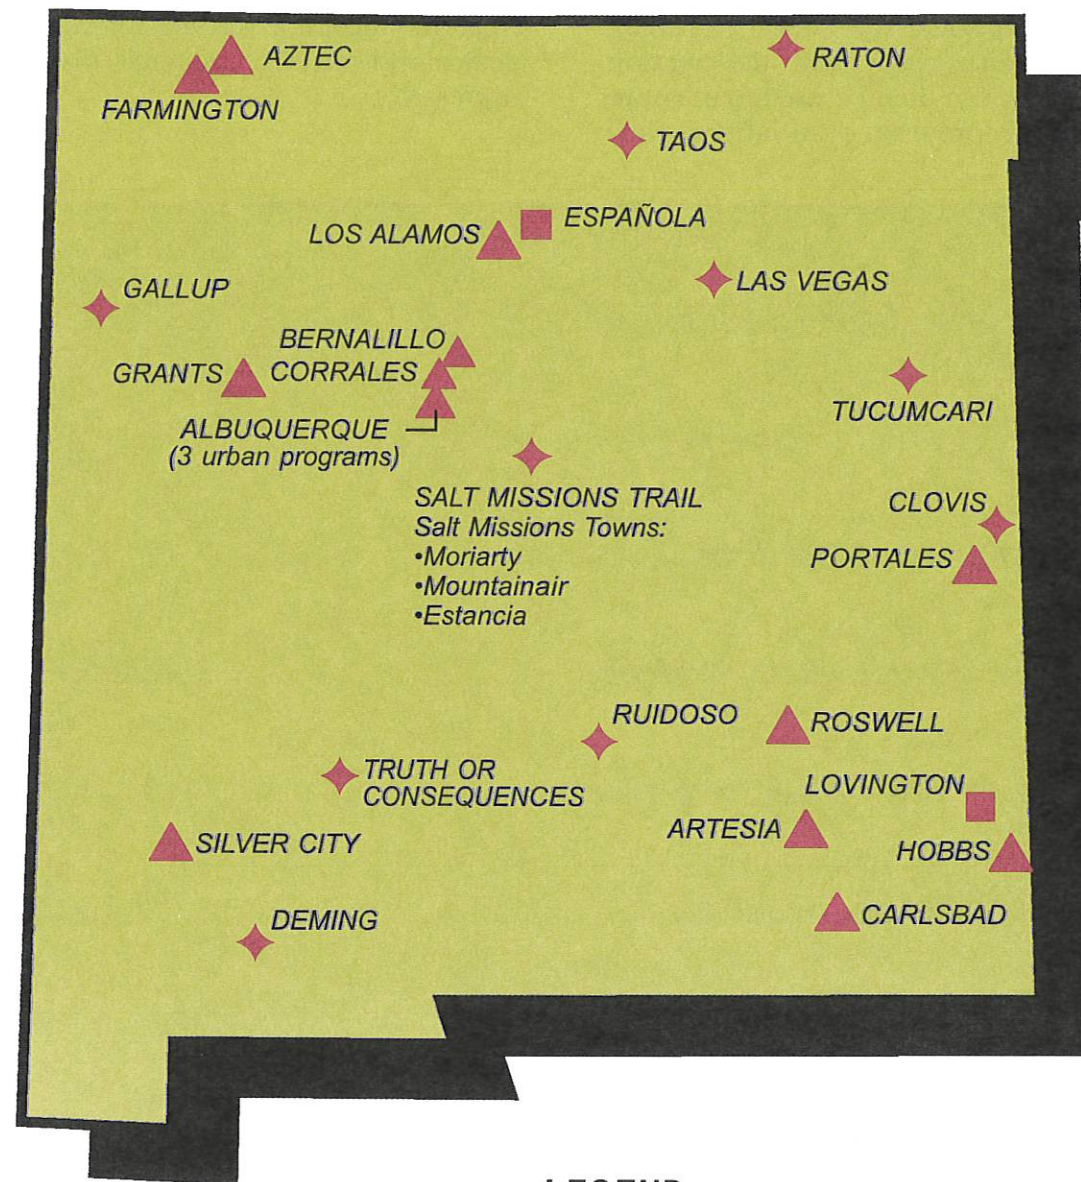 AZTEC
RATON
FARMINGTON
TAOS
ESPAÑOLA
LOS ALAMOS
LAS VEGAS
GALLUP
BERNALILLO
GRANTS
CORRALES
TUCUMCARI
ALBUQUERQUE
(3 urban programs)
SALT MISSIONS TRAIL
Salt Missions Towns:
•Moriarty
•Mountainair
•Estancia
CLOVIS
PORTALES
RUIDOSO
ROSWELL
TRUTH OR
CONSEQUENCES
LOVINGTON
ARTESIA
SILVER CITY
HOBBS
CARLSBAD
DEMING
LEGEND